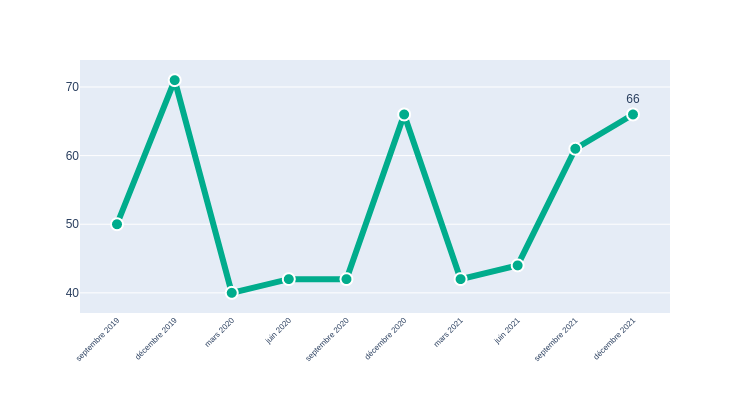 70
60
50
40
66
septembre 2019
décembre 2019
mars 2020
juin 2020
septembre 2020
décembre 2020
mars 2021
juin 2021
septembre 2021
décembre 2021